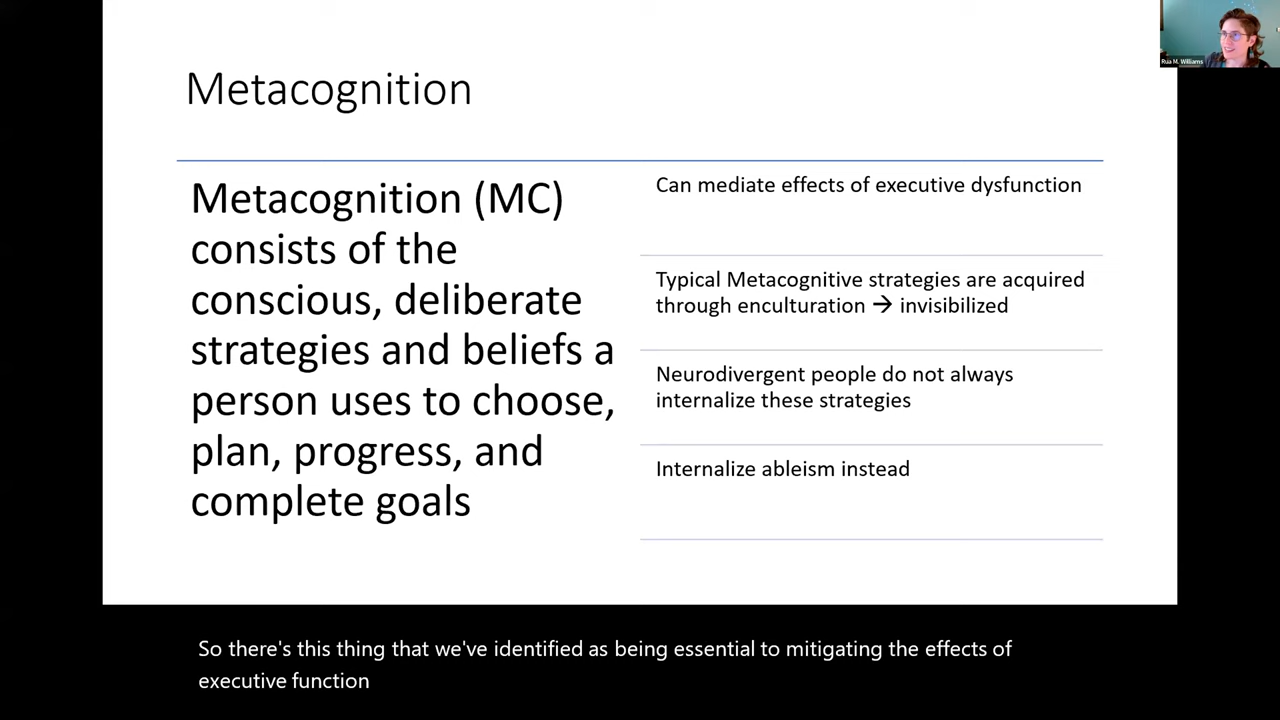 Rua M. Williams
Metacognition
Metacognition (MC)
consists of the
conscious, deliberate
strategies and beliefs a
person uses to choose,
plan, progress, and
complete goals
Can mediate effects of executive dysfunction
Typical Metacognitive strategies are acquired
through enculturation → invisibilized
Neurodivergent people do not always
internalize these strategies
Internalize ableism instead
So there's this thing that we've identified as being essential to mitigating the effects of
executive function